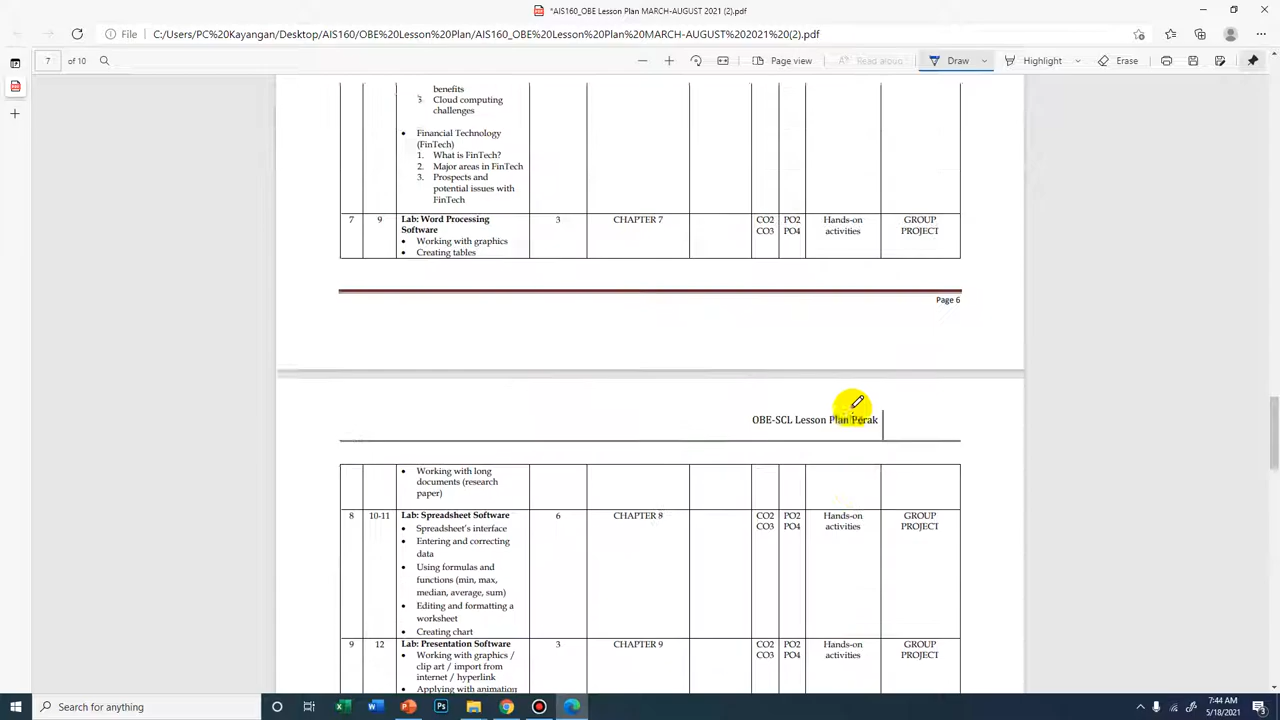 *AIS160_OBE Lesson Plan MARCH-AUGUST 2021 (2).pdf
File
C:/Users/PC%20Kayangan/Desktop/AIS160/OBE%20Lesson%20Plan/AIS160_OBE%20Lesson%20Plan%20MARCH-AUGUST%202021%20(2).pdf
7 of 10
Page view
Read aloud
Draw
Highlight
Erase
benefits
3 Cloud computing
challenges
• Financial Technology
(FinTech)
1. What is FinTech?
2. Major areas in FinTech
3. Prospects and
potential issues with
FinTech
7 9 Lab: Word Processing 3 CHAPTER 7 CO2 PO2 Hands-on GROUP
Software CO3 PO4 activities PROJECT
• Working with graphics
• Creating tables
Page 6
OBE-SCL Lesson Plan Perak
• Working with long
documents (research
paper)
8 10-11 Lab: Spreadsheet Software 6 CHAPTER 8 CO2 PO2 Hands-on GROUP
CO3 PO4 activities PROJECT
• Spreadsheet's interface
• Entering and correcting
data
• Using formulas and
functions (min, max,
median, average, sum)
• Editing and formatting a
worksheet
• Creating chart
9 12 Lab: Presentation Software 3 CHAPTER 9 CO2 PO2 Hands-on GROUP
• Working with graphics / CO3 PO4 activities PROJECT
clip art / import from
internet / hyperlink
• Applying with animation
Search for anything
7:44 AM
5/18/2021
3